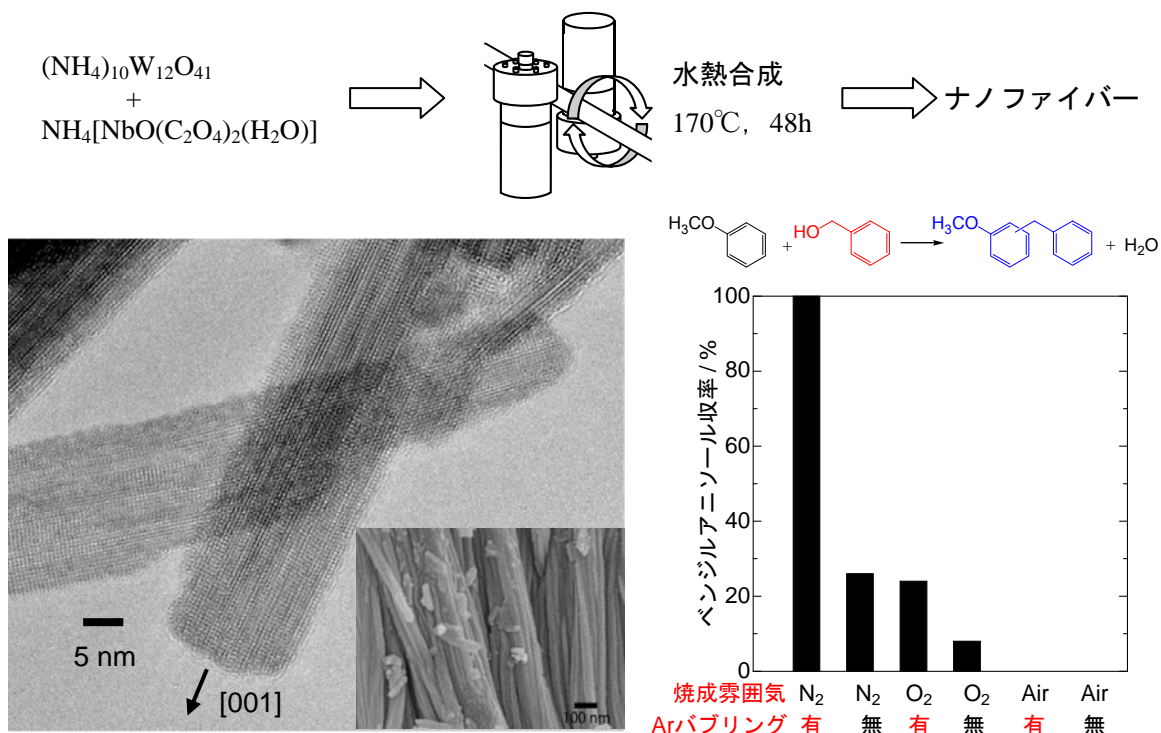 (NH₄)₁₀W₁₂O₄₁
+
NH₄[NbO(C₂O₄)₂(H₂O)]
水熱合成
170℃, 48h
ナノファイバー
H₃CO + HO → H₃CO + H₂O
5 nm
[001]
100 nm
ベンジルアニソール収率 / %
100
80
60
40
20
0
焼成雰囲気 N₂ N₂ O₂ O₂ Air Air
Arバブリング 有 無 有 無 有 無